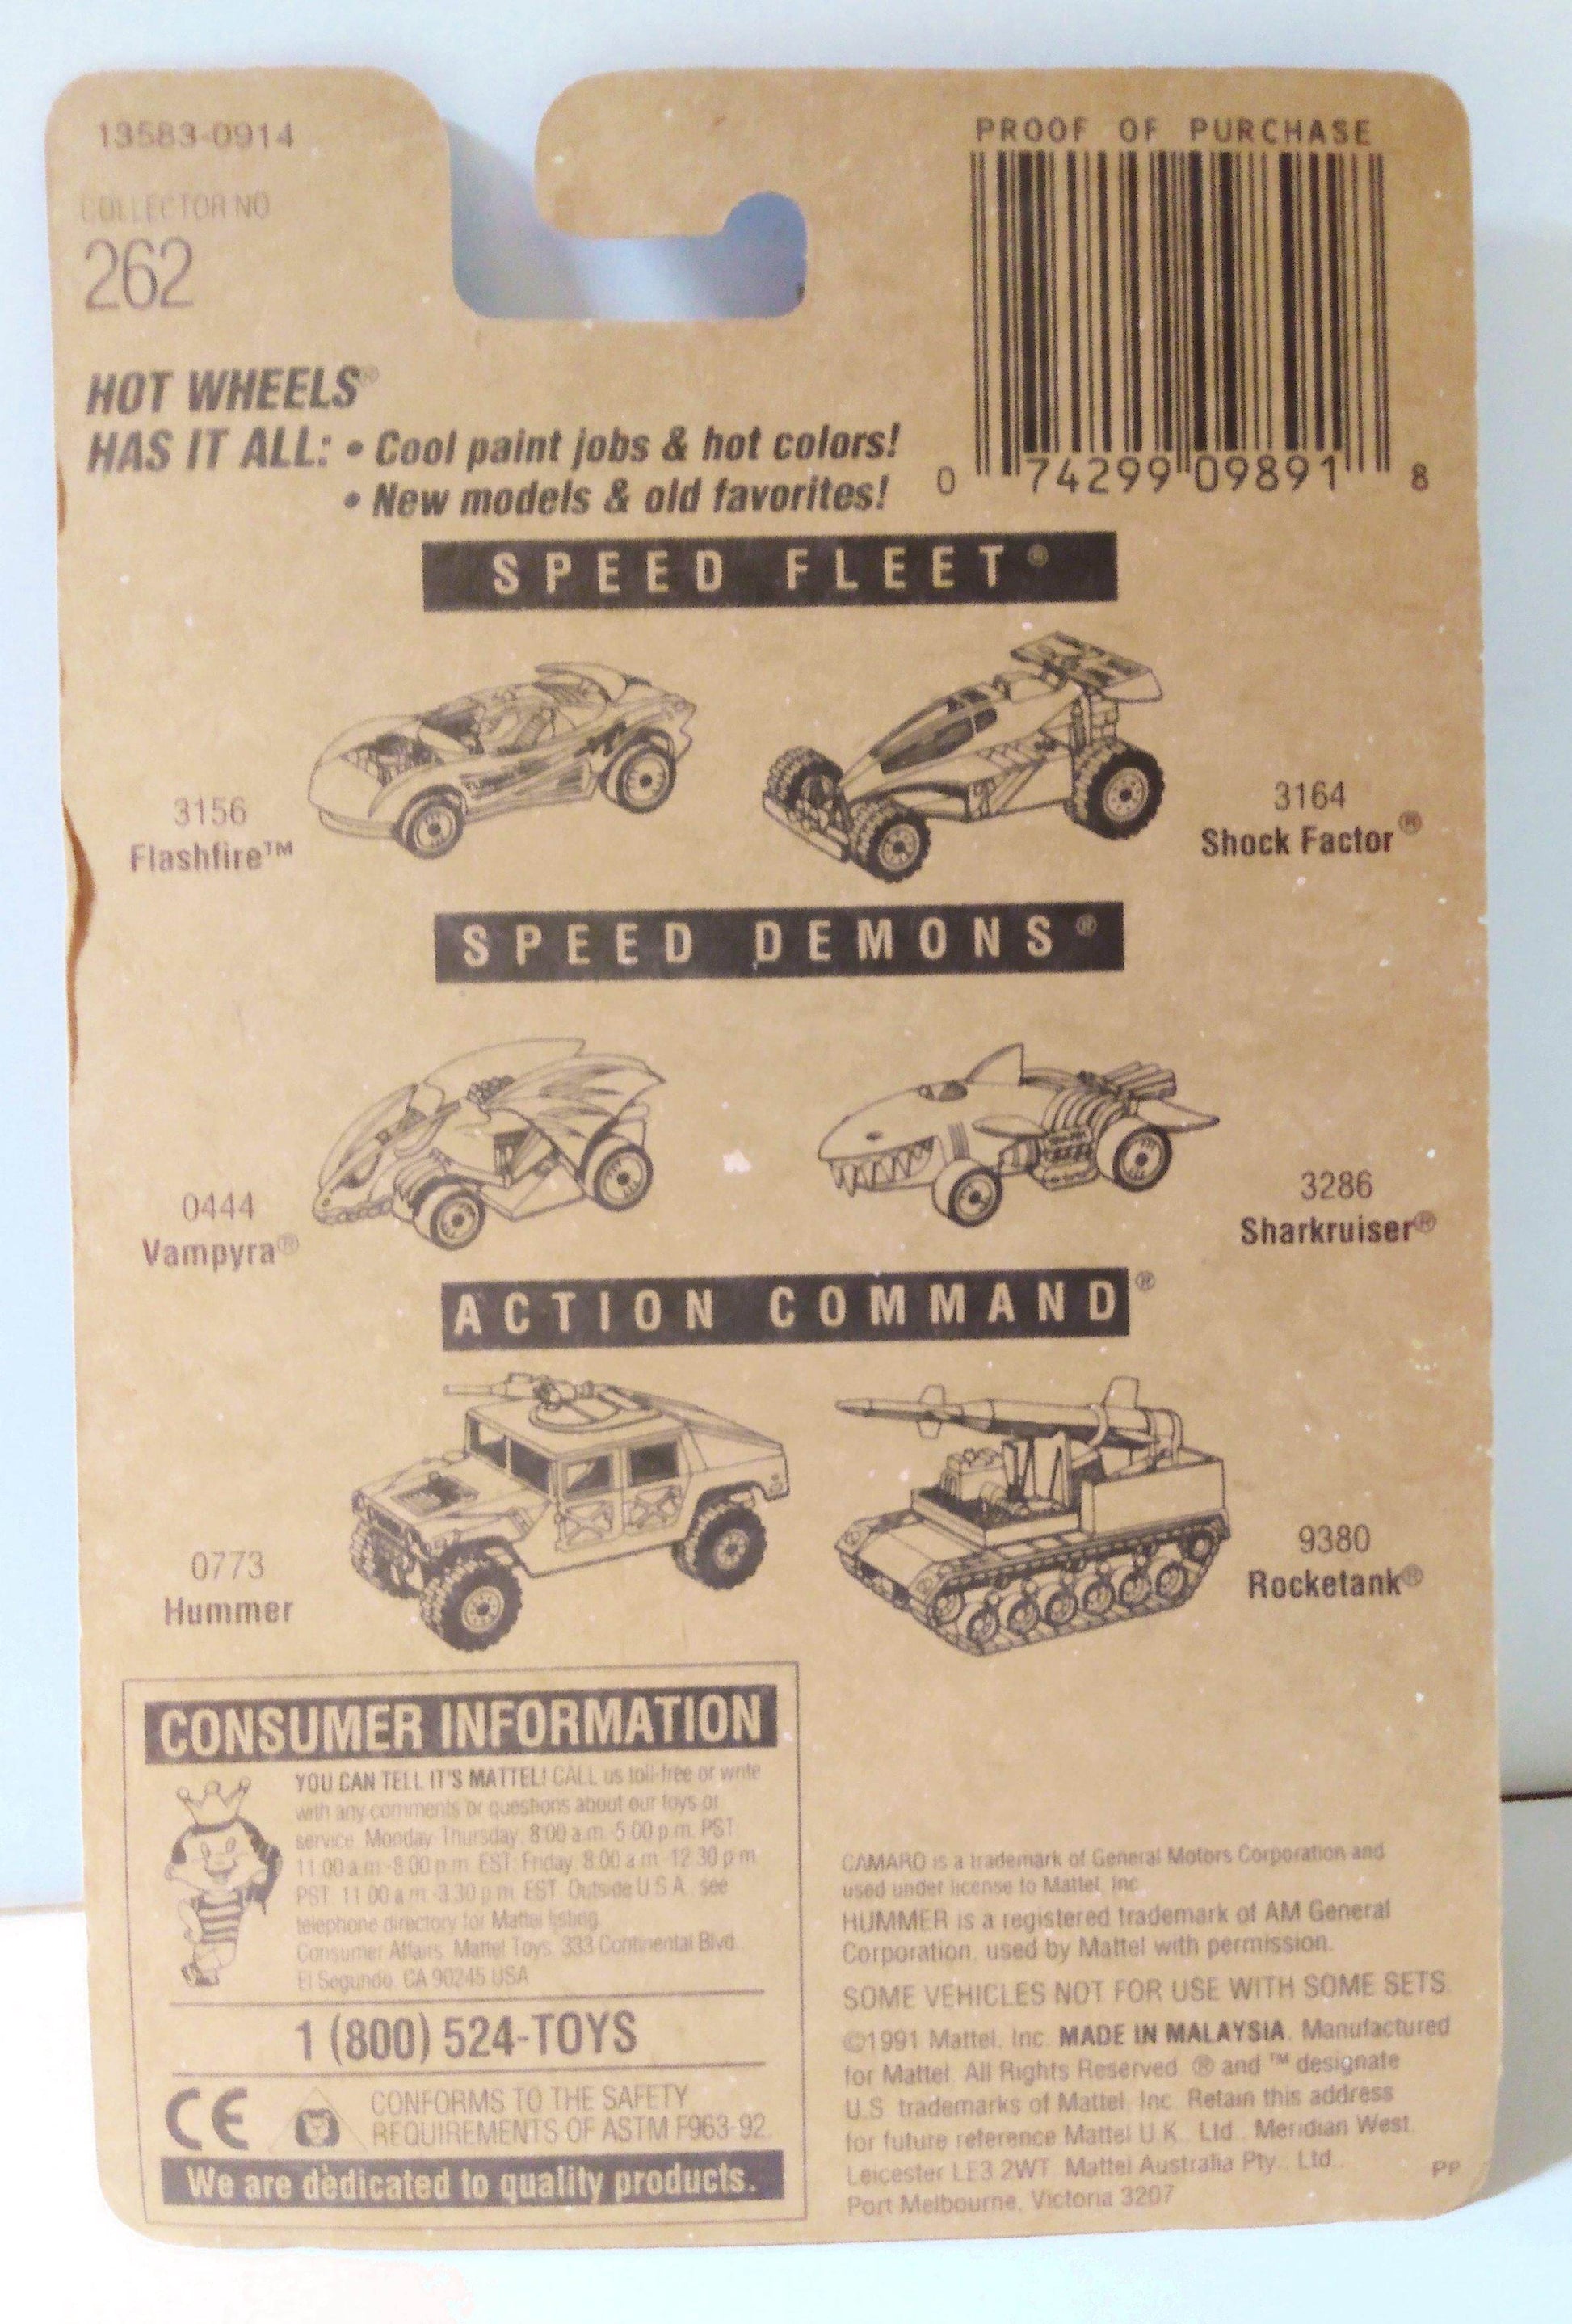 13583-0914
COLLECTOR NO
262
PROOF OF PURCHASE
0 74299 09891 8
HOT WHEELS®
HAS IT ALL: • Cool paint jobs & hot colors!
• New models & old favorites!
SPEED FLEET®
3156
Flashfire™
3164
Shock Factor®
SPEED DEMONS®
0444
Vampyra®
3286
Sharkruiser®
ACTION COMMAND®
0773
Hummer
9380
Rocketank®
CONSUMER INFORMATION
YOU CAN TELL IT'S MATTEL! CALL us toll-free or write
with any comments or questions about our toys or
service. Monday-Thursday, 8:00 a.m.-5:00 p.m. PST
11:00 a.m.-8:00 p.m. EST: Friday, 8:00 a.m.-12:30 p.m.
PST, 11:00 a.m.-3:30 p.m. EST. Outside U.S.A., see
telephone directory for Mattel listing.
Consumer Affairs, Mattel Toys, 333 Continental Blvd.,
El Segundo, CA 90245 USA
1 (800) 524-TOYS
CE
CONFORMS TO THE SAFETY
REQUIREMENTS OF ASTM F963-92.
We are dedicated to quality products.
CAMARO is a trademark of General Motors Corporation and
used under license to Mattel, Inc.
HUMMER is a registered trademark of AM General
Corporation, used by Mattel with permission.
SOME VEHICLES NOT FOR USE WITH SOME SETS.
©1991 Mattel, Inc. MADE IN MALAYSIA. Manufactured
for Mattel. All Rights Reserved. ® and ™ designate
U.S. trademarks of Mattel, Inc. Retain this address
for future reference Mattel U.K. Ltd., Meridian West,
Leicester LE3 2WT. Mattel Australia Pty., Ltd.,
Port Melbourne, Victoria 3207
PP